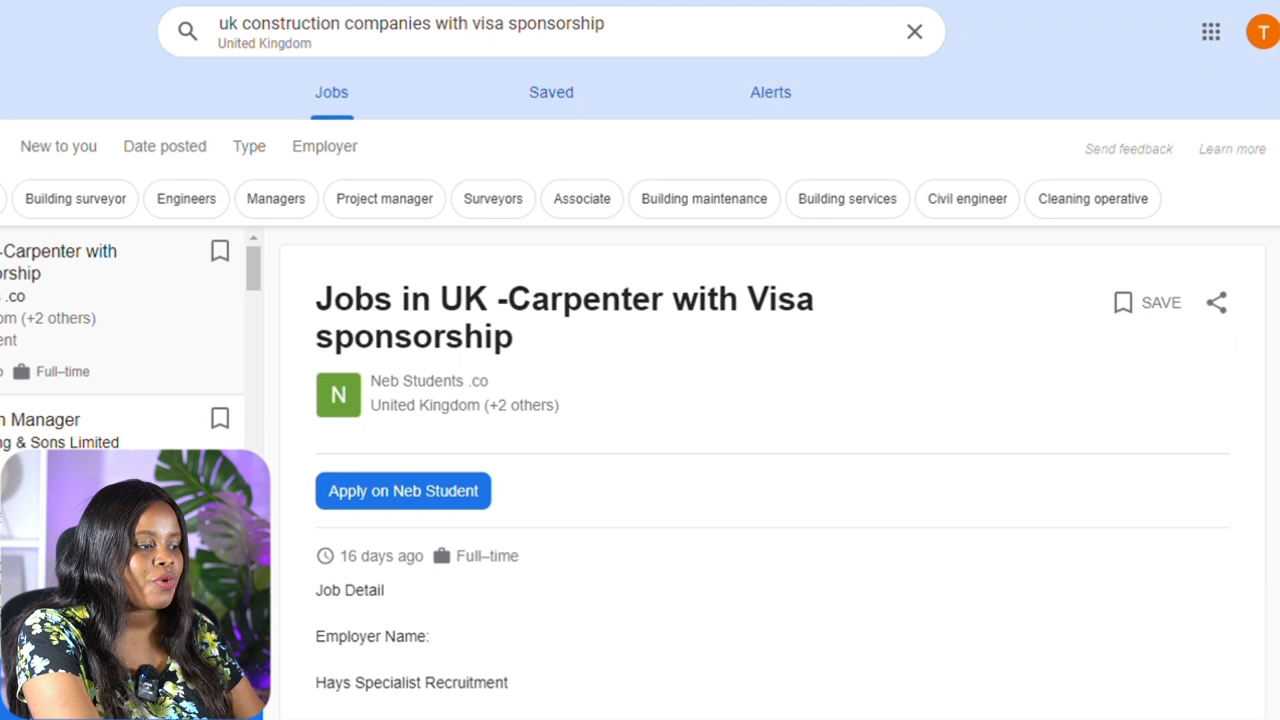 uk construction companies with visa sponsorship
United Kingdom
T
Jobs Saved Alerts
New to you Date posted Type Employer
Send feedback Learn more
Building surveyor Engineers Managers Project manager Surveyors Associate Building maintenance Building services Civil engineer Cleaning operative
-Carpenter with
.co
(+2 others)
Full–time
Manager
& Sons Limited
Jobs in UK -Carpenter with Visa
sponsorship
SAVE
N
Neb Students .co
United Kingdom (+2 others)
Apply on Neb Student
16 days ago Full–time
Job Detail
Employer Name:
Hays Specialist Recruitment